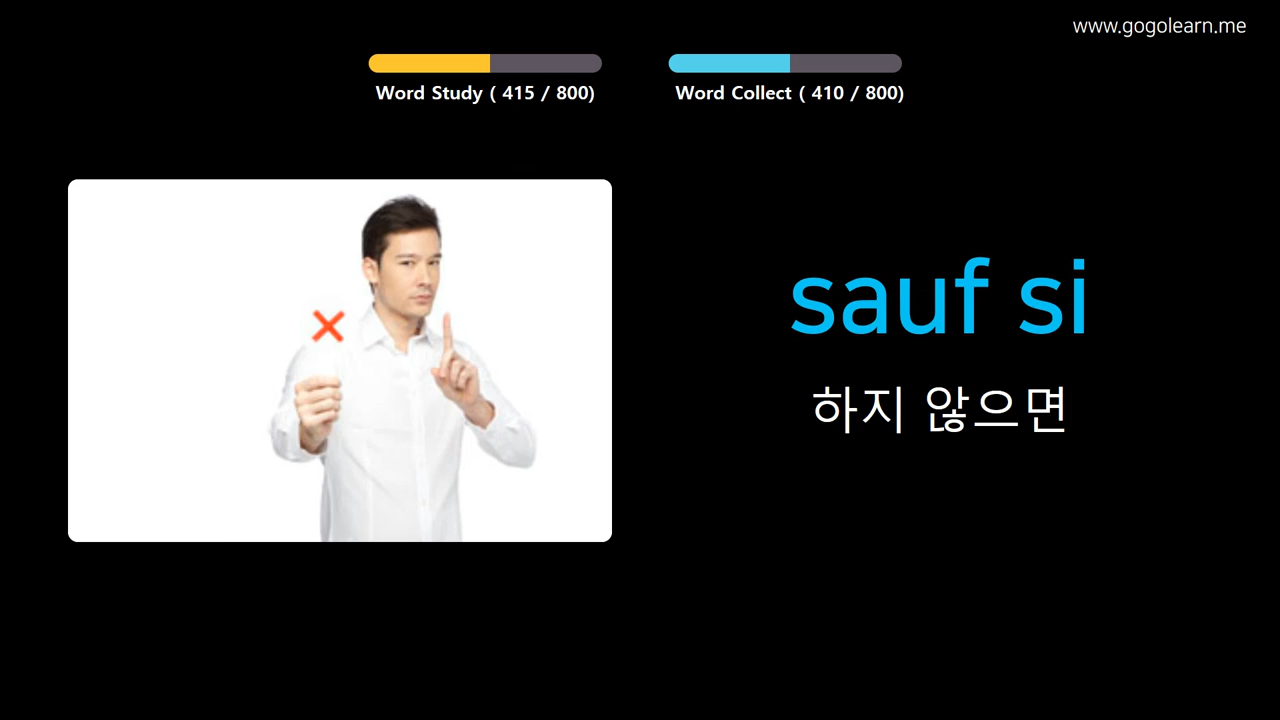 www.gogolearn.me
Word Study ( 415 / 800)
Word Collect ( 410 / 800)
sauf si
하지 않으면